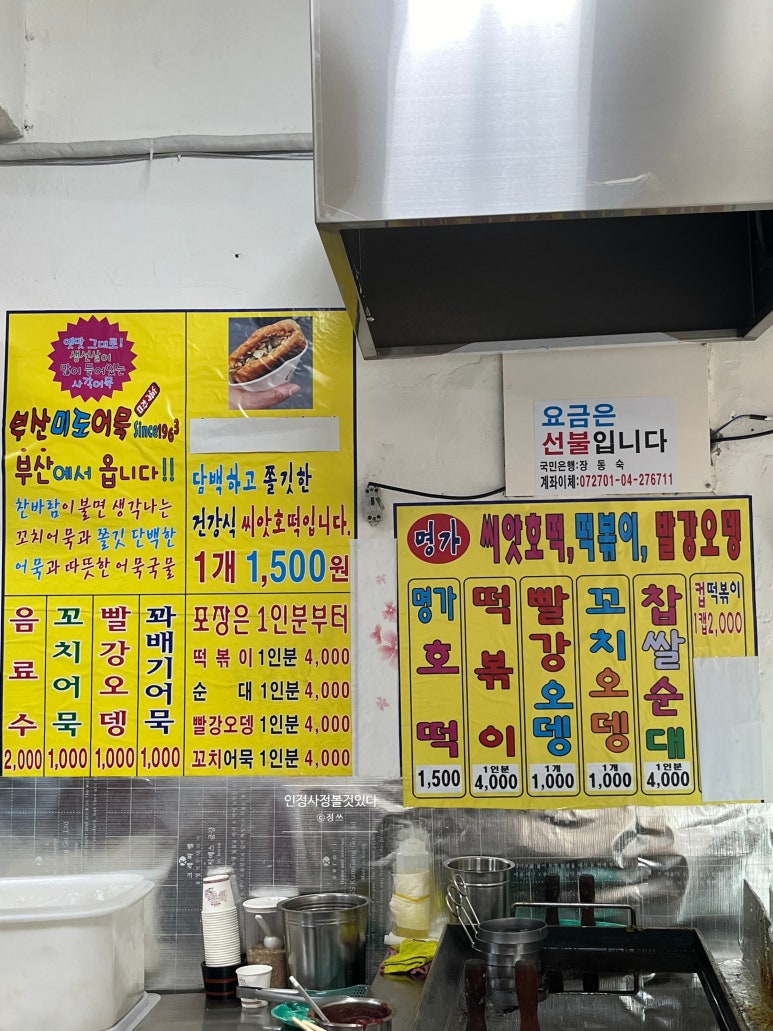 옛맛 그대로!
생선살이
많이 들어있는
사각어묵
부산미도어묵 Since1963
부산에서 옵니다!!
찬바람이불면 생각나는
꼬치어묵과 쫄깃 단백한
어묵과 따뜻한 어묵국물
담백하고 쫄깃한
건강식 씨앗호떡입니다.
1개 1,500원
음료수 2,000
꼬치어묵 1,000
빨강오뎅 1,000
꽈배기어묵 1,000
포장은 1인분부터
떡볶이 1인분 4,000
순대 1인분 4,000
빨강오뎅 1인분 4,000
꼬치어묵 1인분 4,000
요금은
선불입니다
국민은행:장동숙
계좌이체:072701-04-276711
명가 씨앗호떡,떡볶이,빨강오뎅
명가호떡 1,500
떡볶이 1인분 4,000
빨강오뎅 1개 1,000
꼬치오뎅 1개 1,000
찹쌀순대 1인분 4,000
컵떡볶이
1컵2,000
인정사정볼것있다
©정쓰